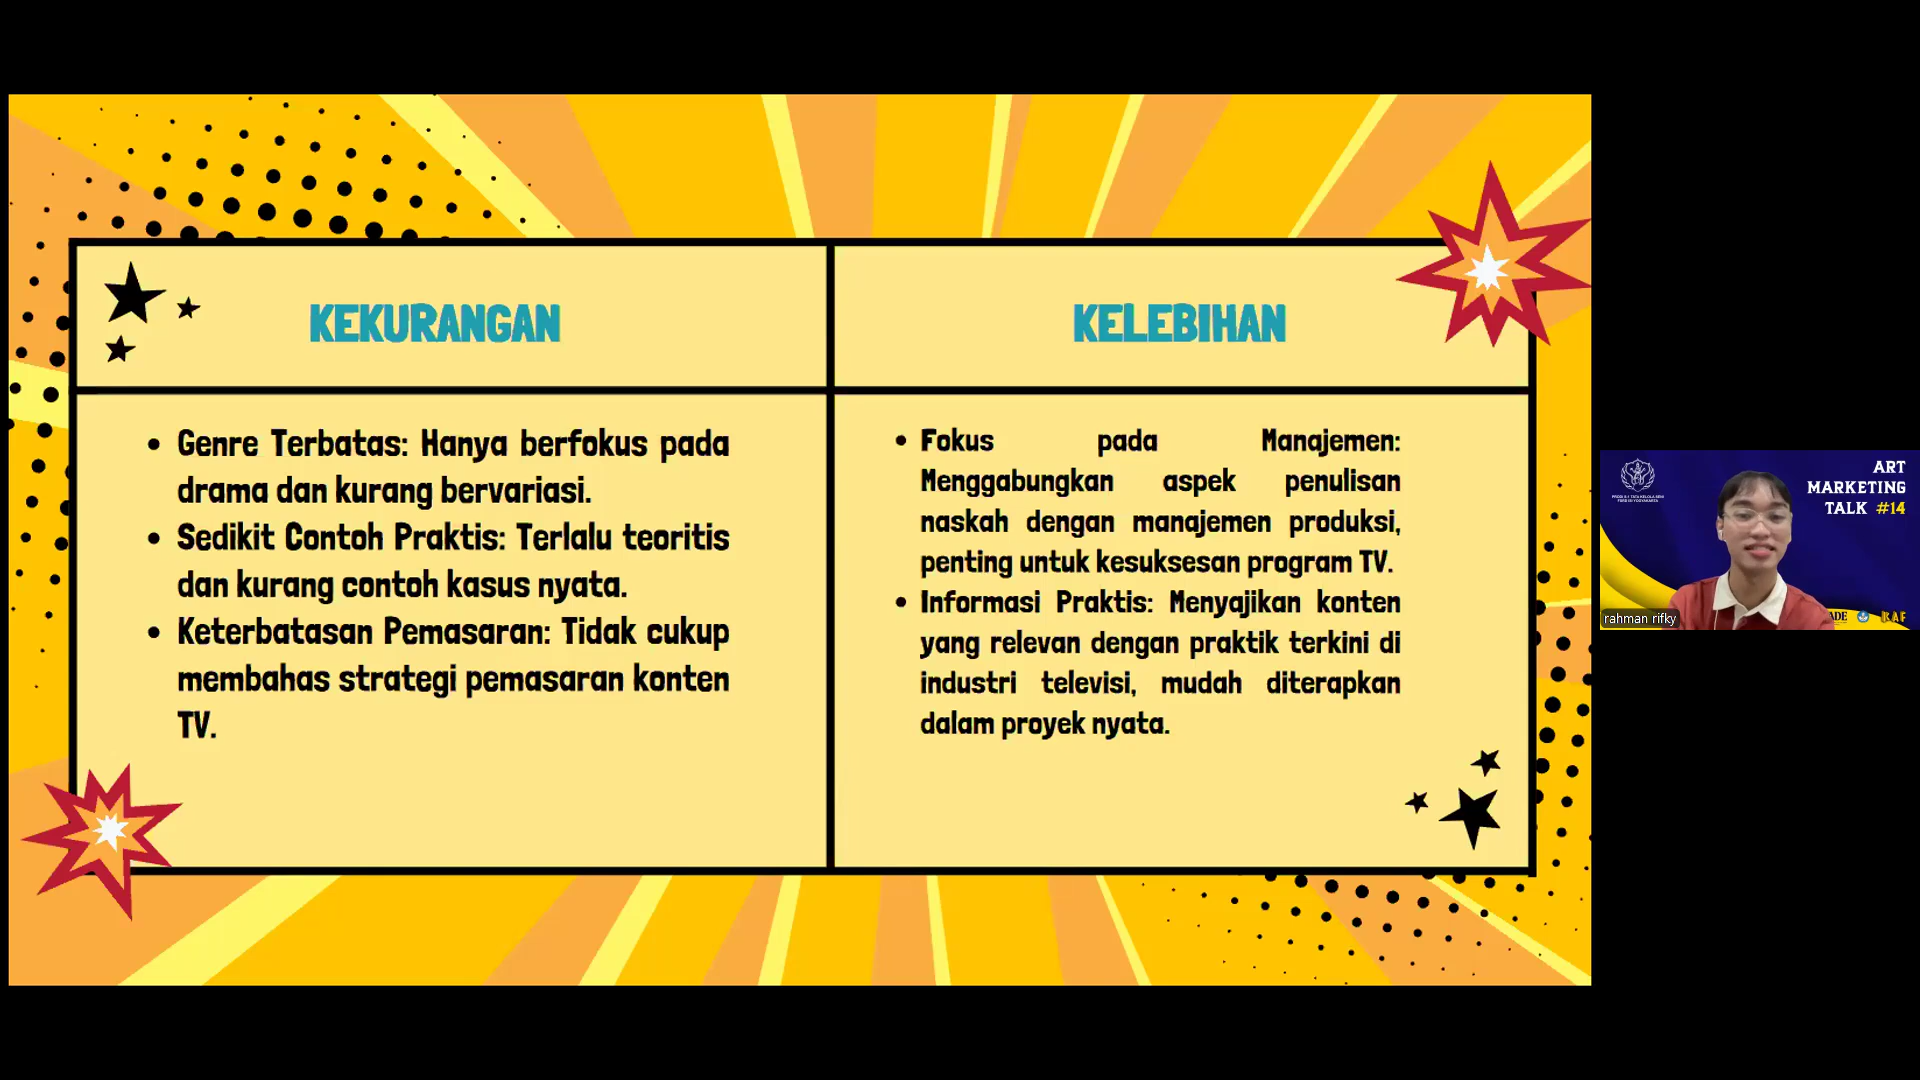 KEKURANGAN
KELEBIHAN
• Genre Terbatas: Hanya berfokus pada
drama dan kurang bervariasi.
• Sedikit Contoh Praktis: Terlalu teoritis
dan kurang contoh kasus nyata.
• Keterbatasan Pemasaran: Tidak cukup
membahas strategi pemasaran konten
TV.
• Fokus pada Manajemen:
Menggabungkan aspek penulisan
naskah dengan manajemen produksi,
penting untuk kesuksesan program TV.
• Informasi Praktis: Menyajikan konten
yang relevan dengan praktik terkini di
industri televisi, mudah diterapkan
dalam proyek nyata.
ART
MARKETING
TALK #14
rahman rifky